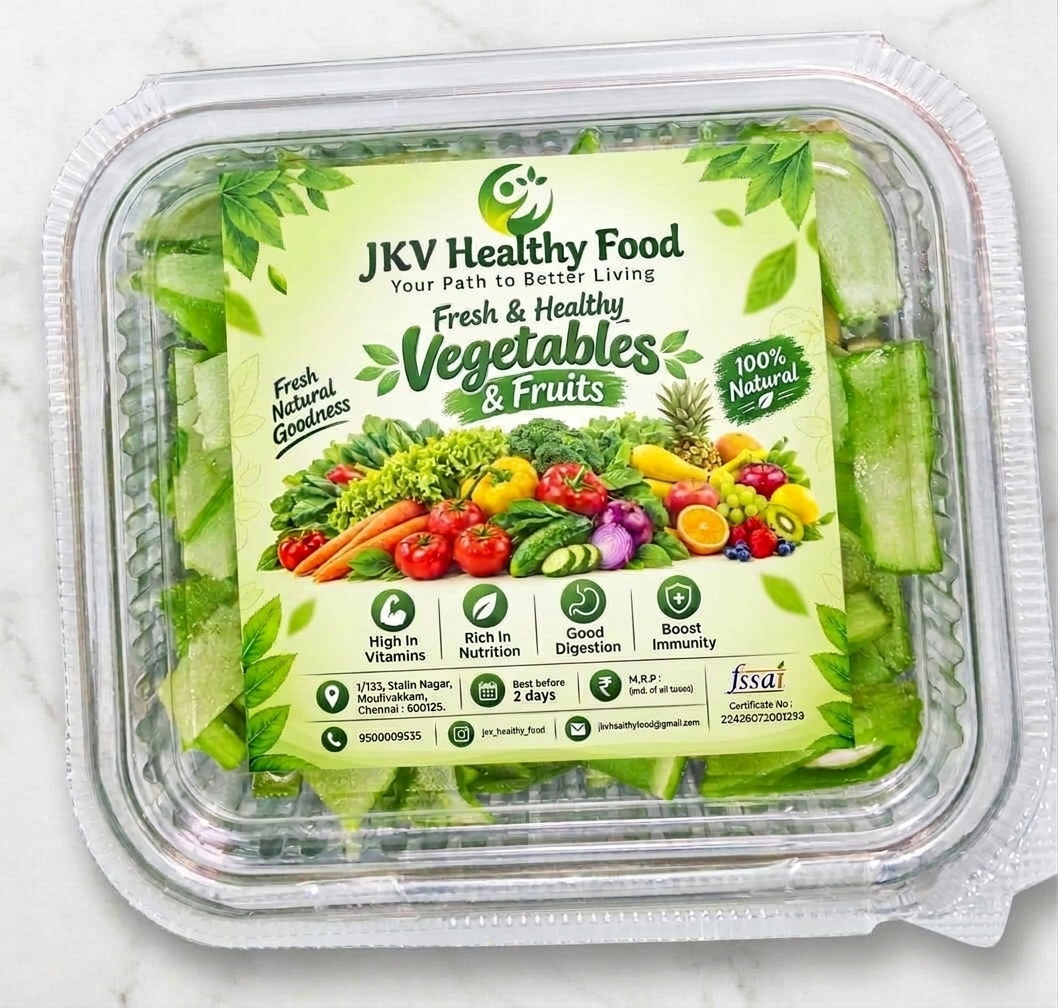 JKV Healthy Food
Your Path to Better Living
Fresh & Healthy
Vegetables
& Fruits
Fresh
Natural
Goodness
100%
Natural
High In
Vitamins
Rich In
Nutrition
Good
Digestion
Boost
Immunity
1/133, Stalin Nagar,
Moutivakkam,
Chennai : 600125.
Best before
2 days
M.R.P :
fssai
Certificate No :
22426072001293
9500009535
jex_healthy_food